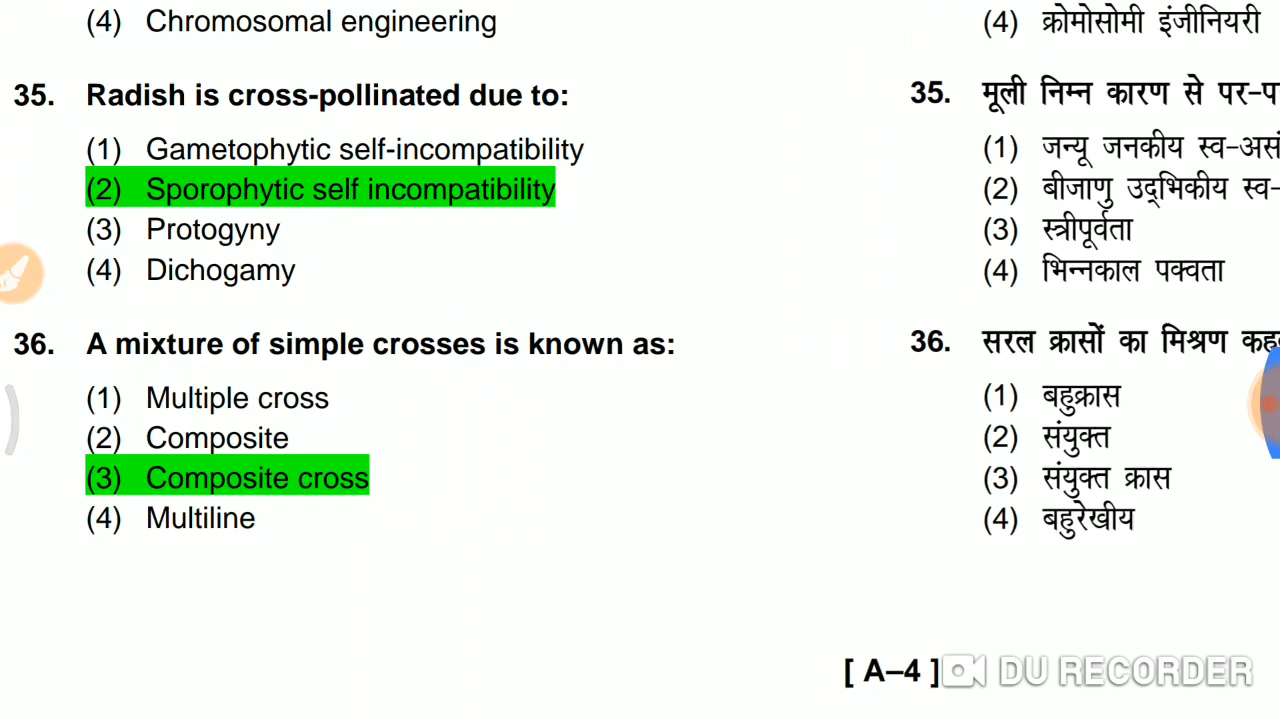 (4) Chromosomal engineering
35. Radish is cross-pollinated due to:
(1) Gametophytic self-incompatibility
(2) Sporophytic self incompatibility
(3) Protogyny
(4) Dichogamy
36. A mixture of simple crosses is known as:
(1) Multiple cross
(2) Composite
(3) Composite cross
(4) Multiline
(4) क्रोमोसोमी इंजीनियरी
35. मूली निम्न कारण से पर-प
(1) जन्यू जनकीय स्व-असं
(2) बीजाणु उद्भिकीय स्व-
(3) स्त्रीपूर्वता
(4) भिन्नकाल पक्वता
36. सरल क्रासों का मिश्रण कह
(1) बहुक्रास
(2) संयुक्त
(3) संयुक्त क्रास
(4) बहुरेखीय
[ A–4 ]
DU RECORDER